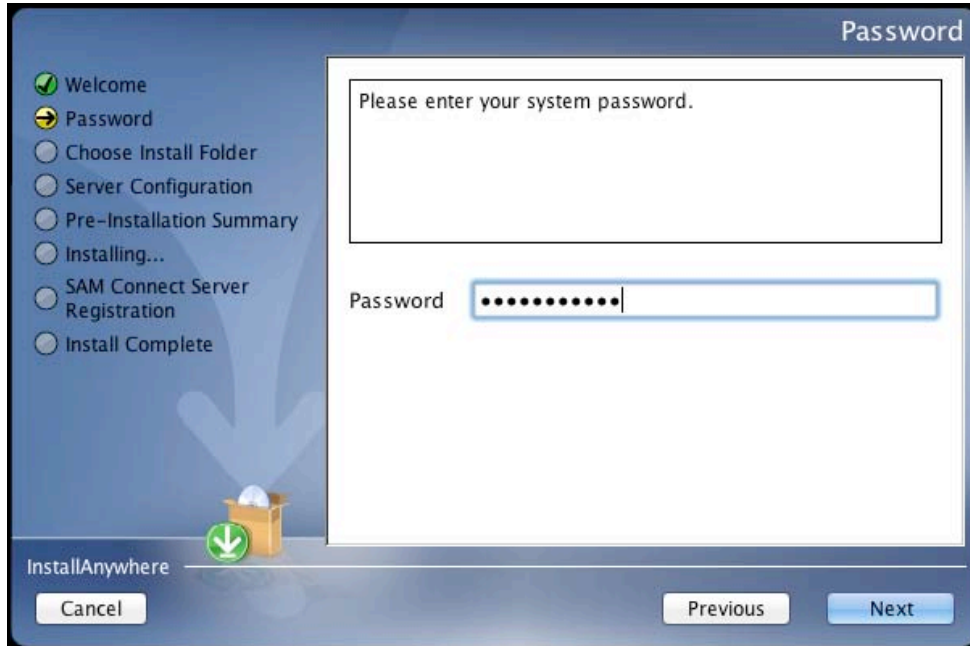 Password
Welcome
Password
Choose Install Folder
Server Configuration
Pre-Installation Summary
Installing...
SAM Connect Server
Registration
Install Complete
Please enter your system password.
Password ●●●●●●●●●●●
InstallAnywhere
Cancel
Previous
Next